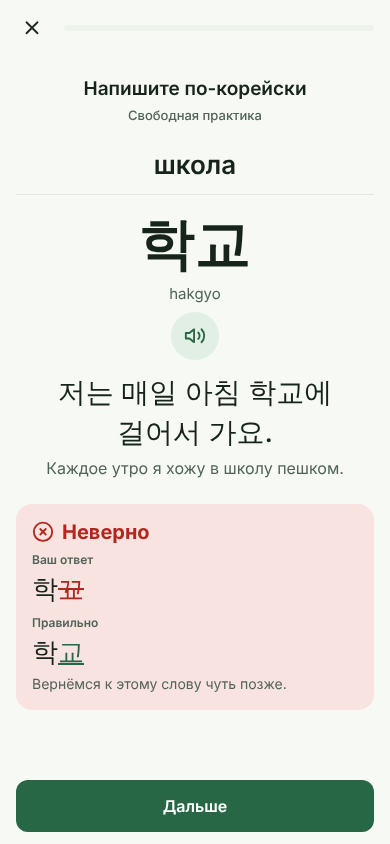 Напишите по-корейски
Свободная практика
школа
학교
hakgyo
저는 매일 아침 학교에
걸어서 가요.
Каждое утро я хожу в школу пешком.
Неверно
Ваш ответ
학꾜
Правильно
학교
Вернёмся к этому слову чуть позже.
Дальше